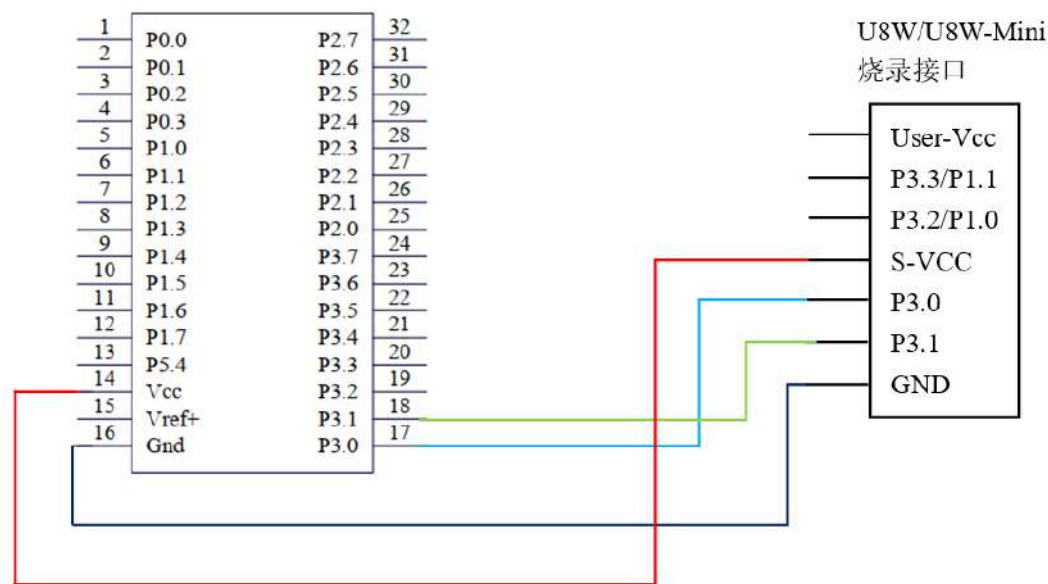 1 P0.0 P2.7 32
2 P0.1 P2.6 31
3 P0.2 P2.5 30
4 P0.3 P2.4 29
5 P1.0 P2.3 28
6 P1.1 P2.2 27
7 P1.2 P2.1 26
8 P1.3 P2.0 25
9 P1.4 P3.7 24
10 P1.5 P3.6 23
11 P1.6 P3.5 22
12 P1.7 P3.4 21
13 P5.4 P3.3 20
14 Vcc P3.2 19
15 Vref+ P3.1 18
16 Gnd P3.0 17
U8W/U8W-Mini
烧录接口
User-Vcc
P3.3/P1.1
P3.2/P1.0
S-VCC
P3.0
P3.1
GND